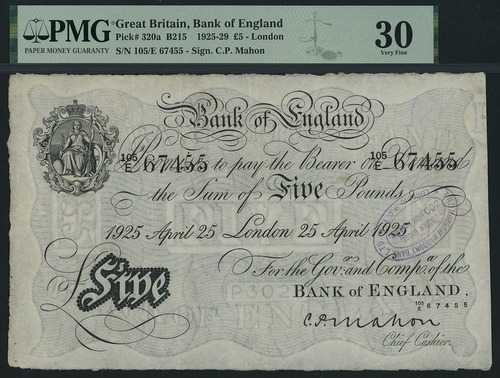 PMG
PAPER MONEY GUARANTY
Great Britain, Bank of England
Pick# 320a B215 1925-29 £5 - London
S/N 105/E 67455 - Sign. C.P. Mahon
30
Very Fine
Bank of England
105/E 67455 105/E 67455
to pay the Bearer on Demand
the Sum of Five Pounds
1925 April 25 London 25 April 1925
For the Govr. and Compa. of the
BANK OF ENGLAND.
105/E 67455
£Five
C.P. Mahon
Chief Cashier.